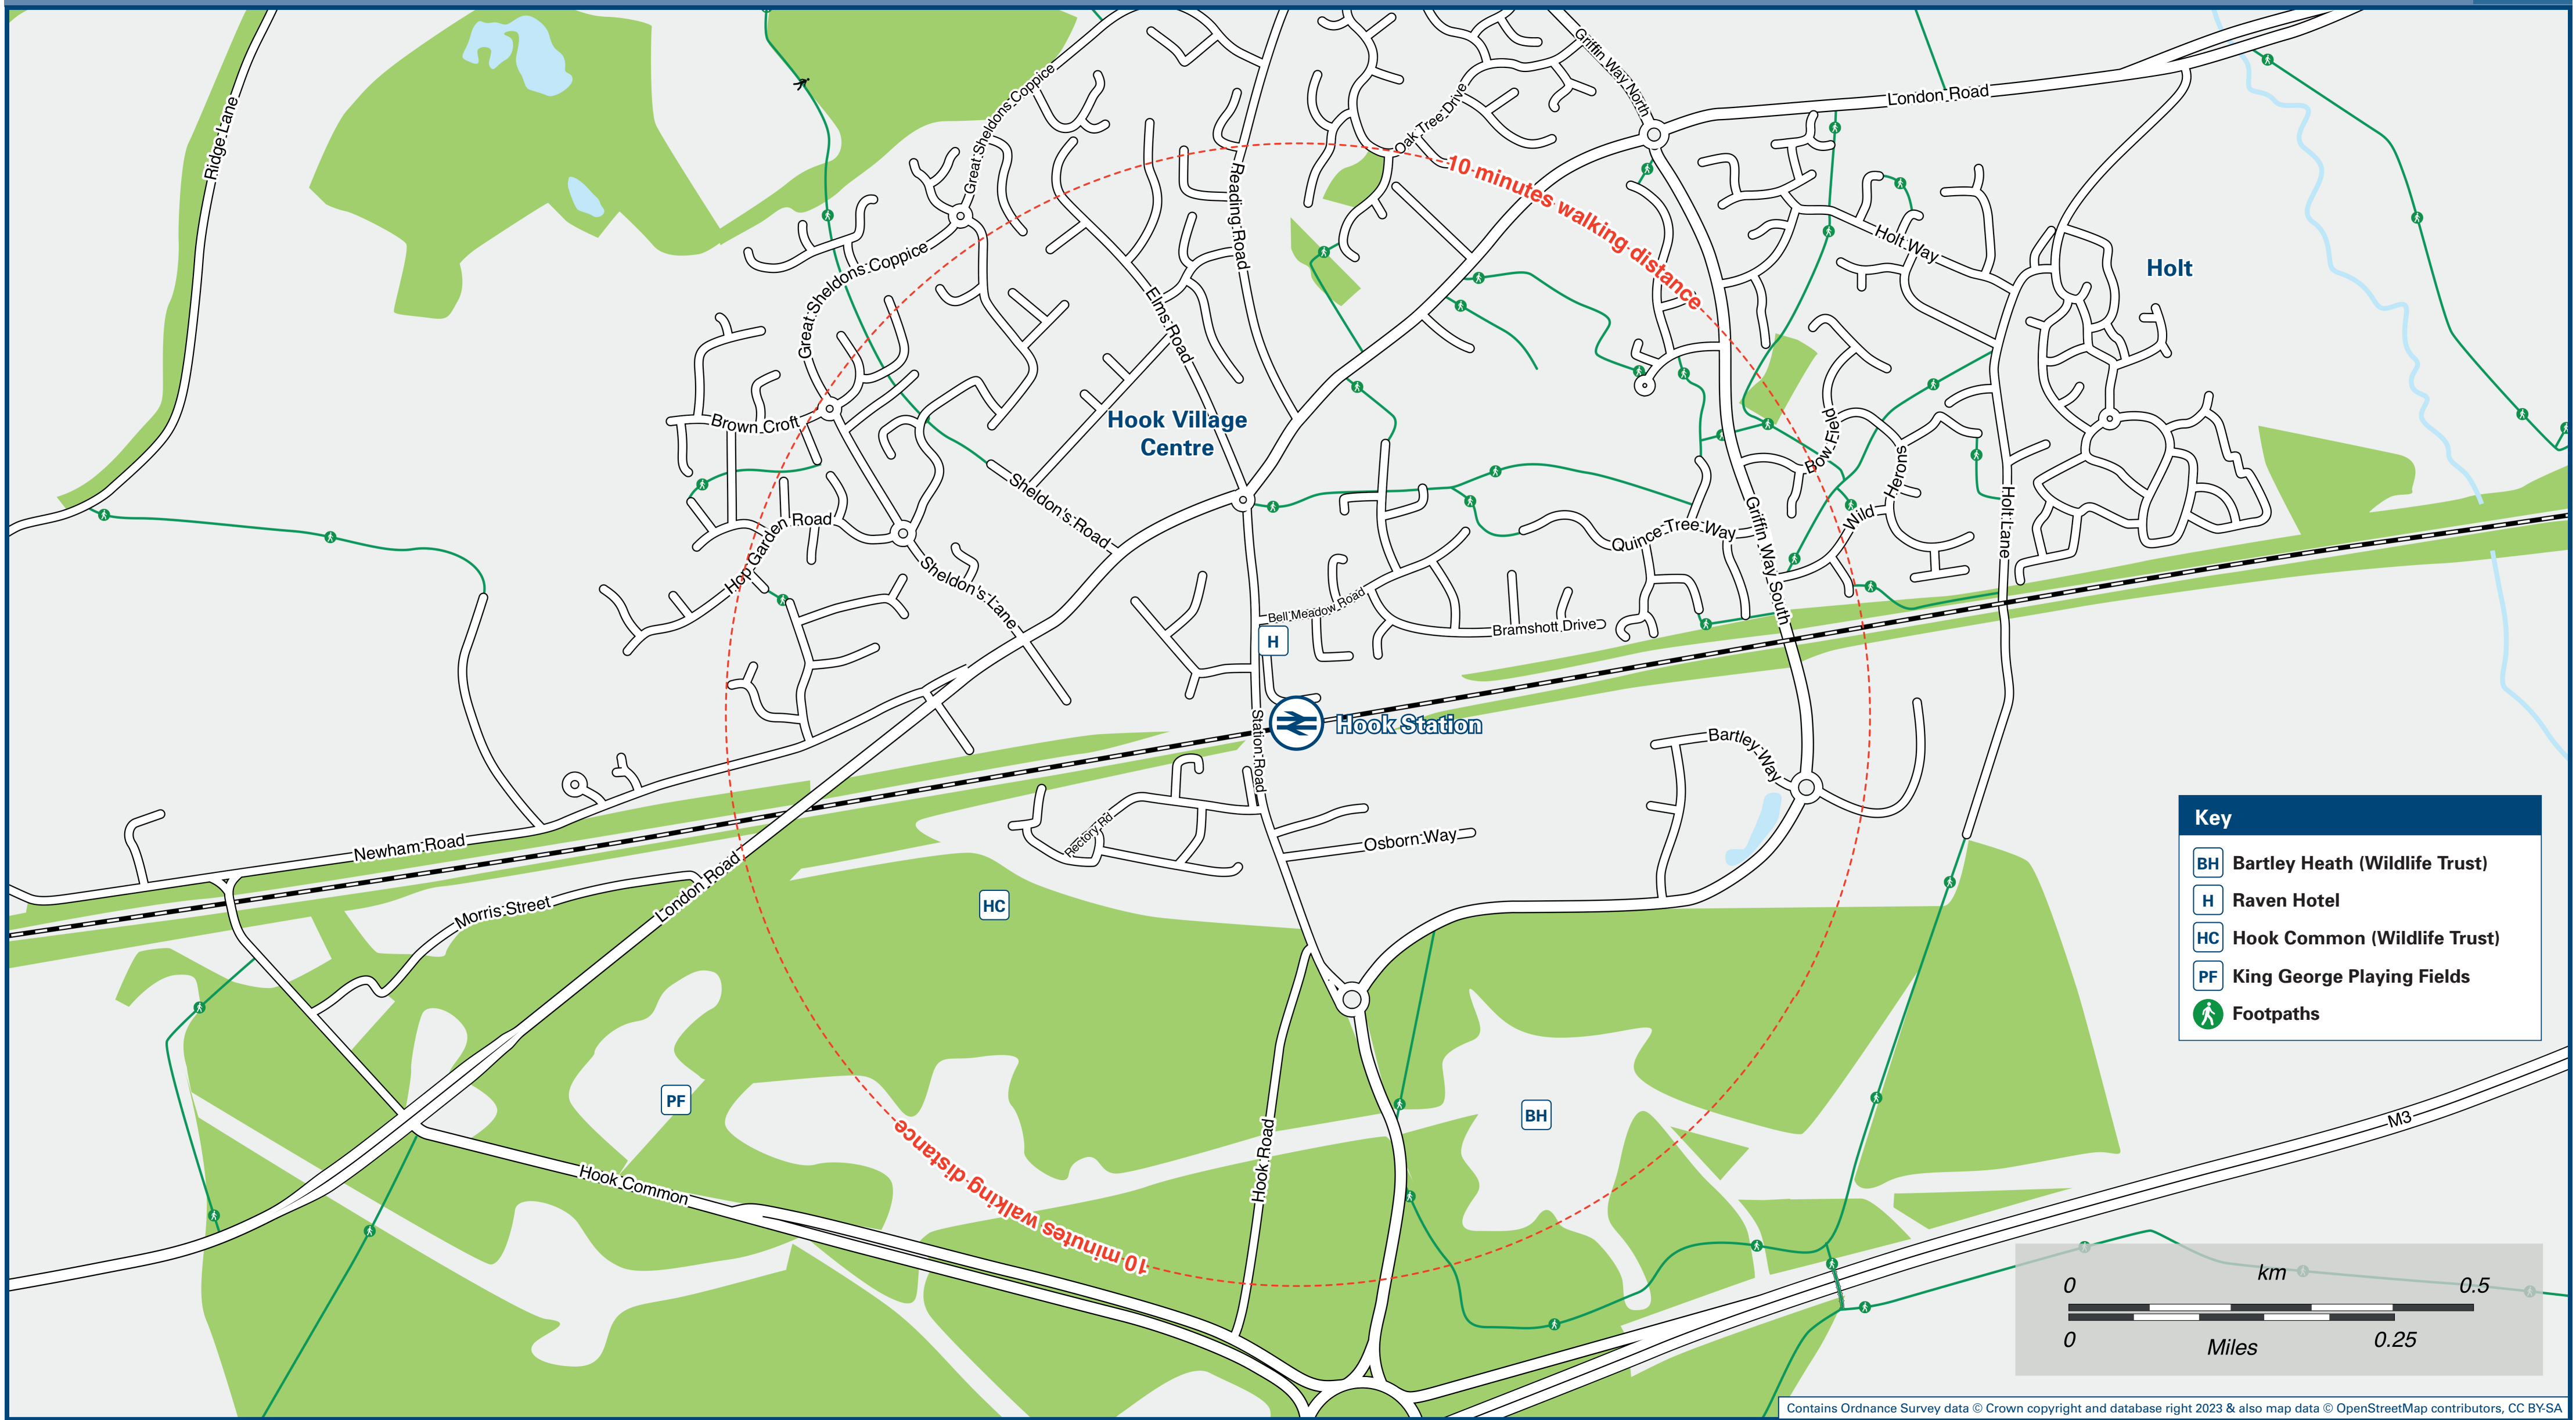 Griffin Way North
London Road
Ridge Lane
Great Sheldons Coppice
Oak Tree Drive
10 minutes walking distance
Reading Road
Holt Way
Holt
Great Sheldons Coppice
Elms Road
Brown Croft
Hook Village
Centre
Bow Field
Herons
Wild
Sheldon's Road
Hop Garden Road
Quince Tree Way
Griffin Way South
Holt Lane
Sheldon's Lane
Bell Meadow Road
Bramshott Drive
H
Station Road
Hook Station
Bartley Way
Rectory Rd
Osborn Way
Newham Road
London Road
Morris Street
HC
PF
BH
Hook Common
Hook Road
10 minutes walking distance
M3
Key
BH Bartley Heath (Wildlife Trust)
H Raven Hotel
HC Hook Common (Wildlife Trust)
PF King George Playing Fields
Footpaths
km
0 0.5
0 0.25
Miles
Contains Ordnance Survey data © Crown copyright and database right 2023 & also map data © OpenStreetMap contributors, CC BY-SA